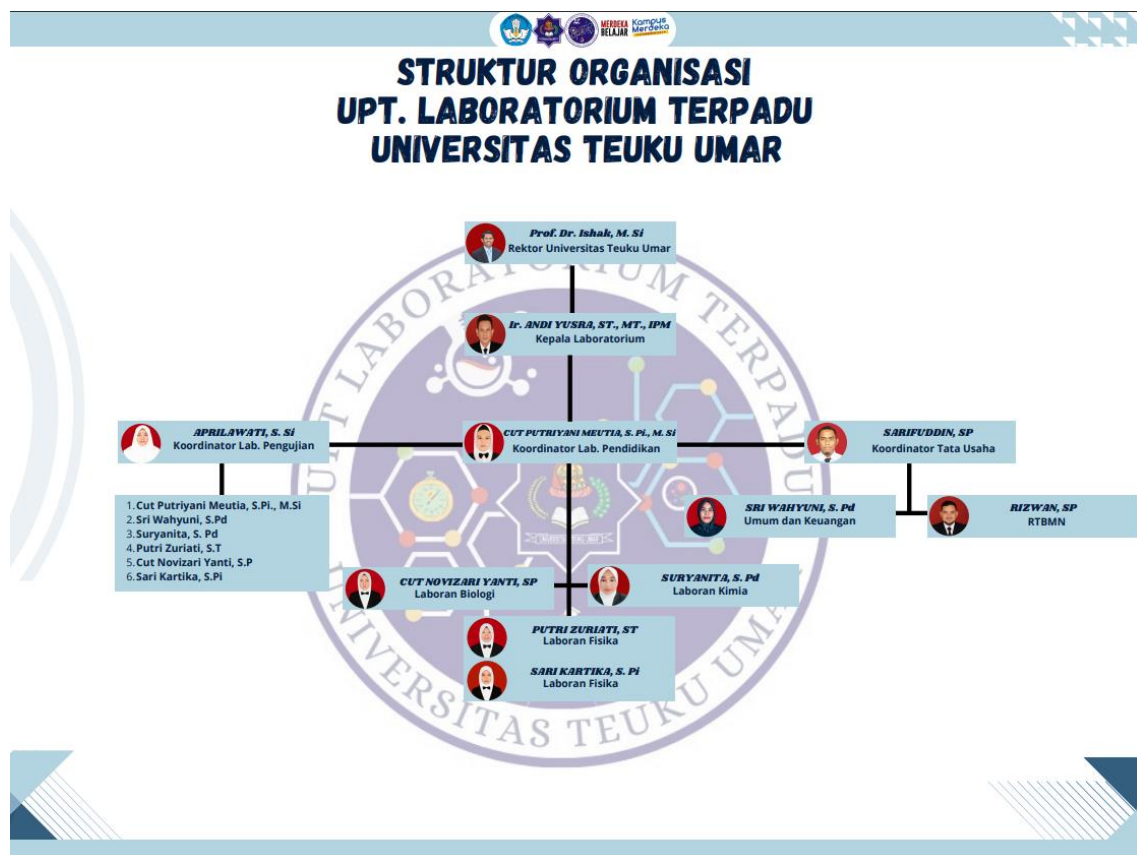 MERDEKA
BELAJAR
Kampus
Merdeka
STRUKTUR ORGANISASI
UPT. LABORATORIUM TERPADU
UNIVERSITAS TEUKU UMAR
Prof. Dr. Ishak, M. Si
Rektor Universitas Teuku Umar
Ir. ANDI YUSRA, ST., MT., IPM
Kepala Laboratorium
APRILAWATI, S. Si
Koordinator Lab. Pengujian
CUT PUTRIYANI MEUTIA, S. Pi., M. Si
Koordinator Lab. Pendidikan
SARIFUDDIN, SP
Koordinator Tata Usaha
1. Cut Putriyani Meutia, S.Pi., M.Si
2. Sri Wahyuni, S.Pd
3. Suryanita, S. Pd
4. Putri Zuriati, S.T
5. Cut Novizari Yanti, S.P
6. Sari Kartika, S.Pi
SRI WAHYUNI, S. Pd
Umum dan Keuangan
RIZWAN, SP
RTBMN
CUT NOVIZARI YANTI, SP
Laboran Biologi
SURYANITA, S. Pd
Laboran Kimia
PUTRI ZURIATI, ST
Laboran Fisika
SARI KARTIKA, S. Pi
Laboran Fisika
UPT LABORATORIUM TERPADU
UNIVERSITAS TEUKU UMAR